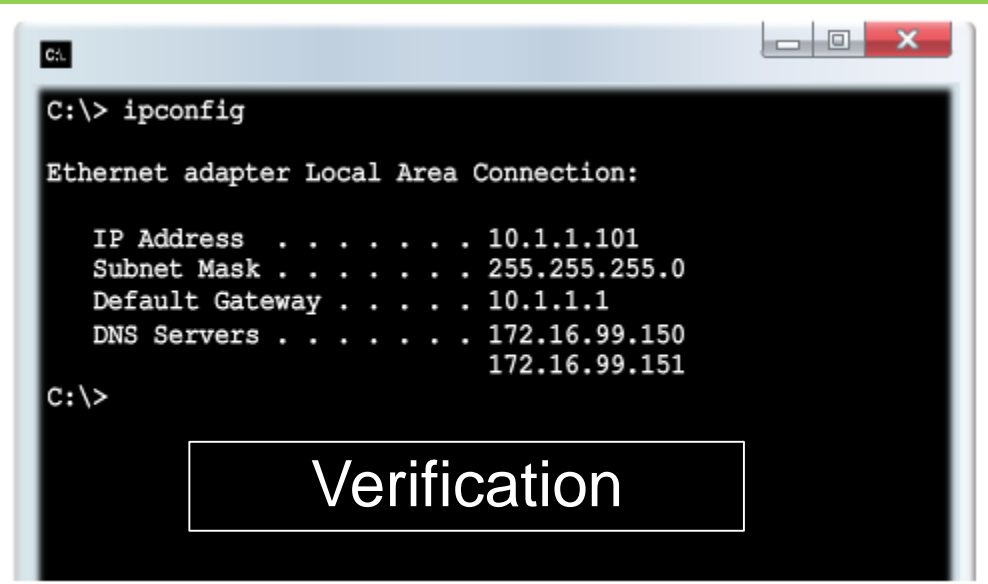 C:\.
C:\> ipconfig
Ethernet adapter Local Area Connection:
IP Address . . . . . . . 10.1.1.101
Subnet Mask . . . . . . . 255.255.255.0
Default Gateway . . . . . 10.1.1.1
DNS Servers . . . . . . . 172.16.99.150
172.16.99.151
C:\>
Verification